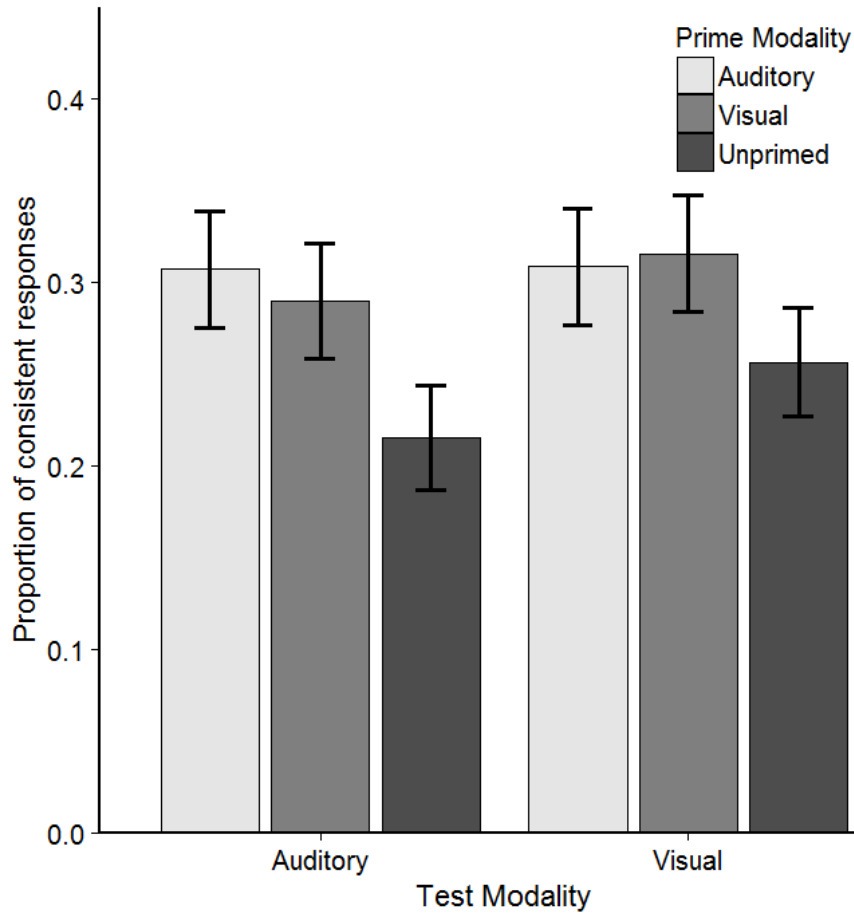 Prime Modality
Auditory
Visual
Unprimed
Proportion of consistent responses
0.4
0.3
0.2
0.1
0.0
Auditory
Visual
Test Modality